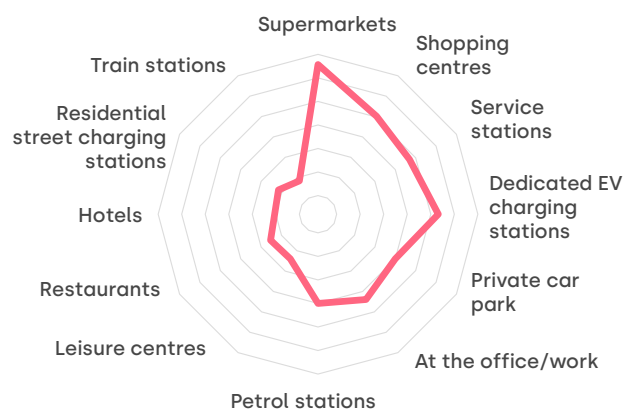 Supermarkets
Shopping
centres
Service
stations
Dedicated EV
charging
stations
Private car
park
At the office/work
Petrol stations
Leisure centres
Restaurants
Hotels
Residential
street charging
stations
Train stations